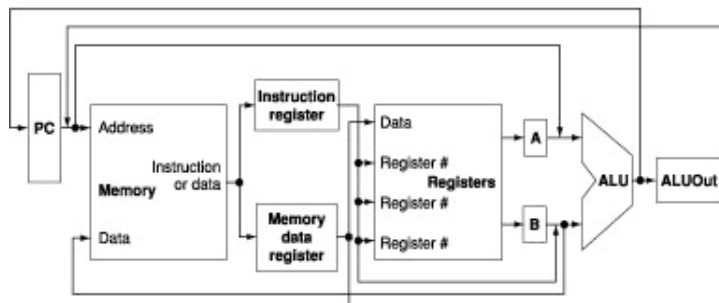 PC
Address
Memory
Instruction
or data
Data
Instruction
register
Memory
data
register
Data
Register #
Registers
Register #
Register #
A
B
ALU
ALUOut